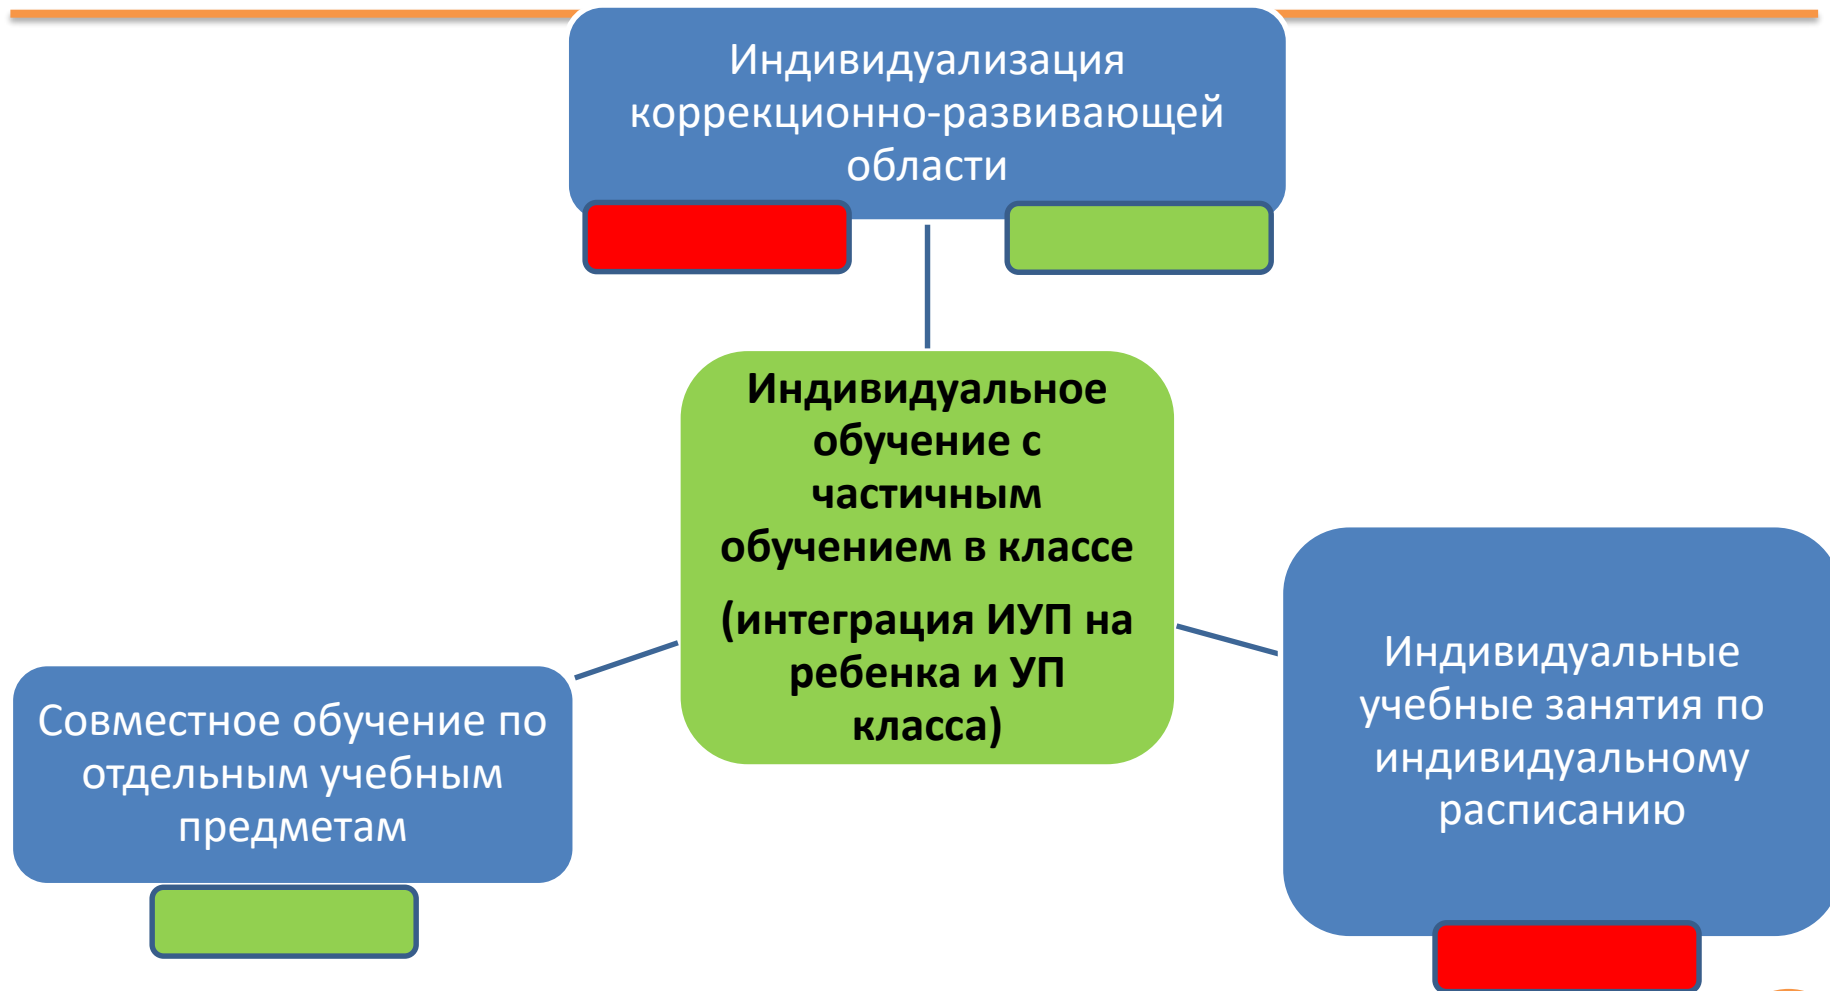 Индивидуализация
коррекционно-развивающей
области
Индивидуальное
обучение с
частичным
обучением в классе
(интеграция ИУП на
ребенка и УП
класса)
Совместное обучение по
отдельным учебным
предметам
Индивидуальные
учебные занятия по
индивидуальному
расписанию